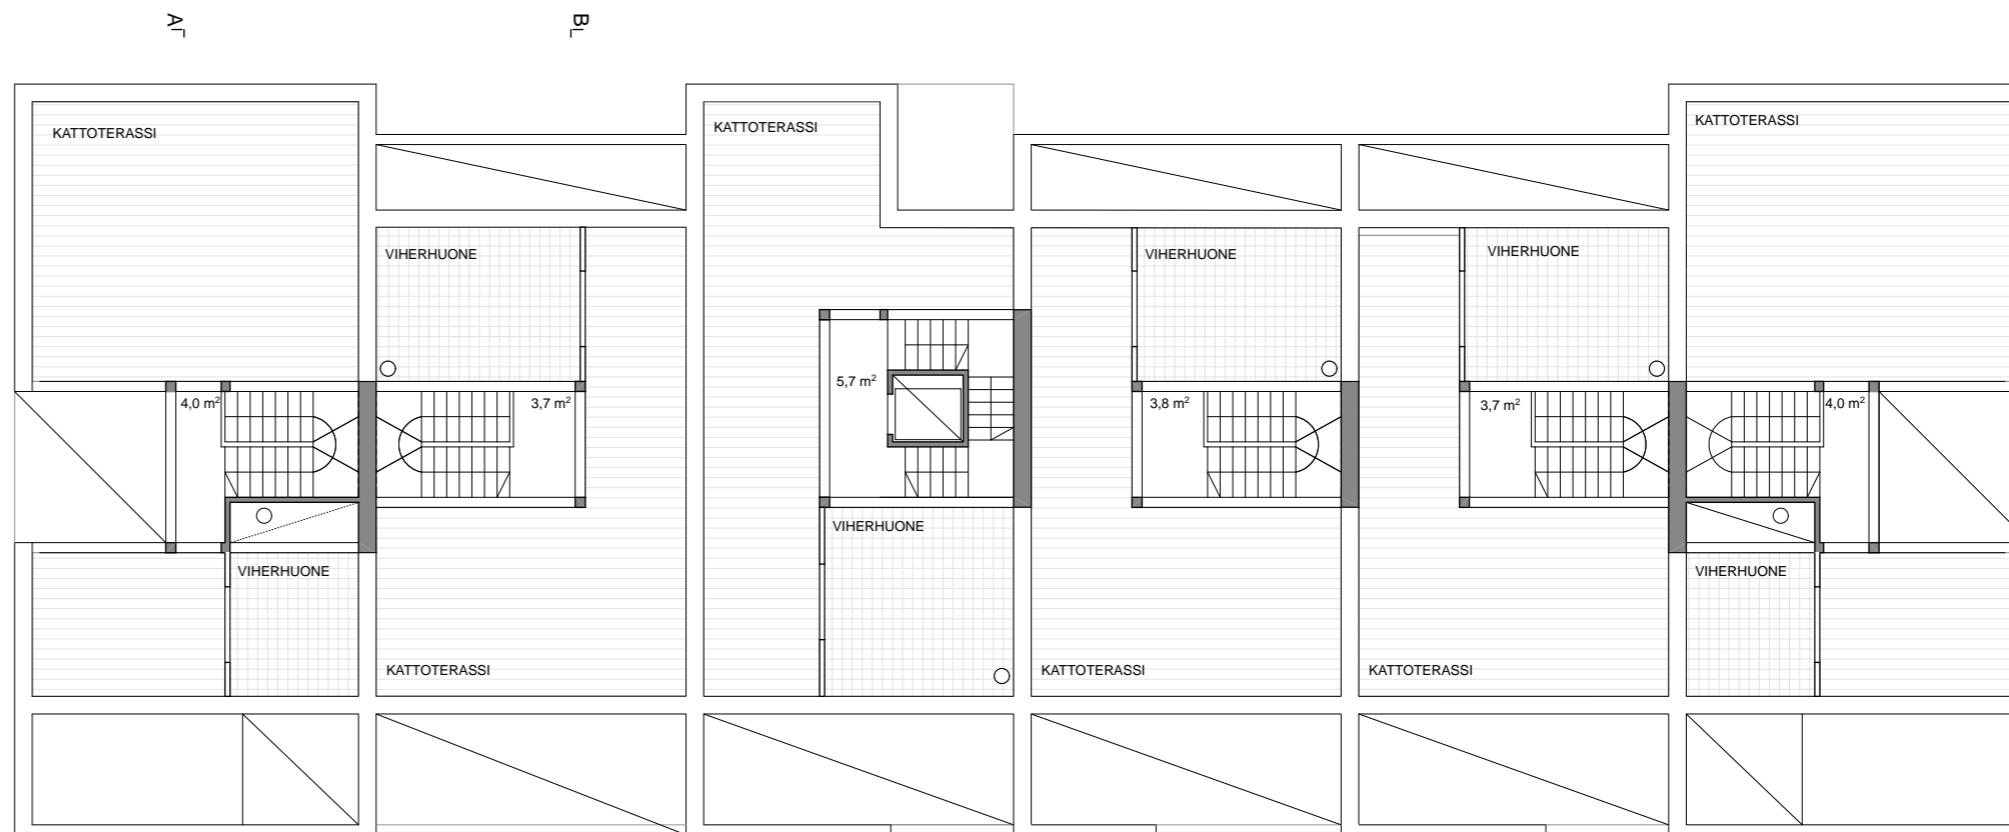 A
B
KATTOTERASSI
KATTOTERASSI
KATTOTERASSI
VIHERHUONE
VIHERHUONE
VIHERHUONE
4,0 m²
3,7 m²
5,7 m²
3,8 m²
3,7 m²
4,0 m²
VIHERHUONE
VIHERHUONE
VIHERHUONE
KATTOTERASSI
KATTOTERASSI
KATTOTERASSI